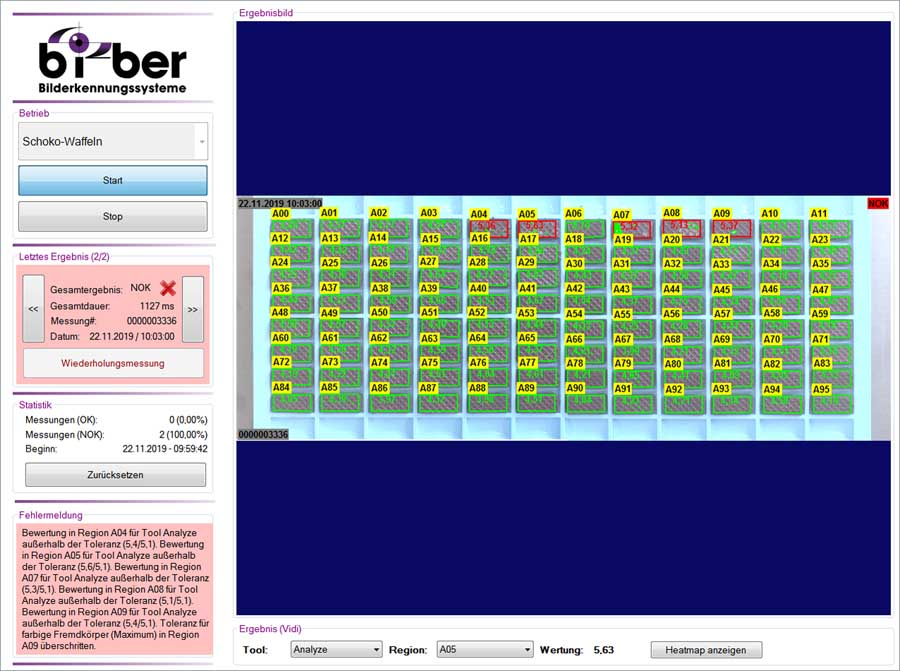 bi2ber
Bilderkennungssysteme
Betrieb
Schoko-Waffeln
Start
Stop
Letztes Ergebnis (2/2)
<<
Gesamtergebnis: NOK
Gesamtdauer: 1127 ms
Messung#: 0000003336
Datum: 22.11.2019 / 10:03:00
>>
Wiederholungsmessung
Statistik
Messungen (OK): 0 (0,00%)
Messungen (NOK): 2 (100,00%)
Beginn: 22.11.2019 - 09:59:42
Zurücksetzen
Fehlermeldung
Bewertung in Region A04 für Tool Analyze
außerhalb der Toleranz (5,4/5,1). Bewertung
in Region A05 für Tool Analyze außerhalb
der Toleranz (5,6/5,1). Bewertung in Region
A07 für Tool Analyze außerhalb der Toleranz
(5,3/5,1). Bewertung in Region A08 für Tool
Analyze außerhalb der Toleranz (5,1/5,1).
Bewertung in Region A09 für Tool Analyze
außerhalb der Toleranz (5,4/5,1). Toleranz für
farbige Fremdkörper (Maximum) in Region
A09 überschritten.
Ergebnisbild
22.11.2019 10:03:00
NOK
A00 A01 A02 A03 A04 A05 A06 A07 A08 A09 A10 A11
A12 A13 A14 A15 A16 A17 A18 A19 A20 A21 A22 A23
A24 A25 A26 A27 A28 A29 A30 A31 A32 A33 A34 A35
A36 A37 A38 A39 A40 A41 A42 A43 A44 A45 A46 A47
A48 A49 A50 A51 A52 A53 A54 A55 A56 A57 A58 A59
A60 A61 A62 A63 A64 A65 A66 A67 A68 A69 A70 A71
A72 A73 A74 A75 A76 A77 A78 A79 A80 A81 A82 A83
A84 A85 A86 A87 A88 A89 A90 A91 A92 A93 A94 A95
0000003336
Ergebnis (Vidi)
Tool: Analyze Region: A05 Wertung: 5,63 Heatmap anzeigen